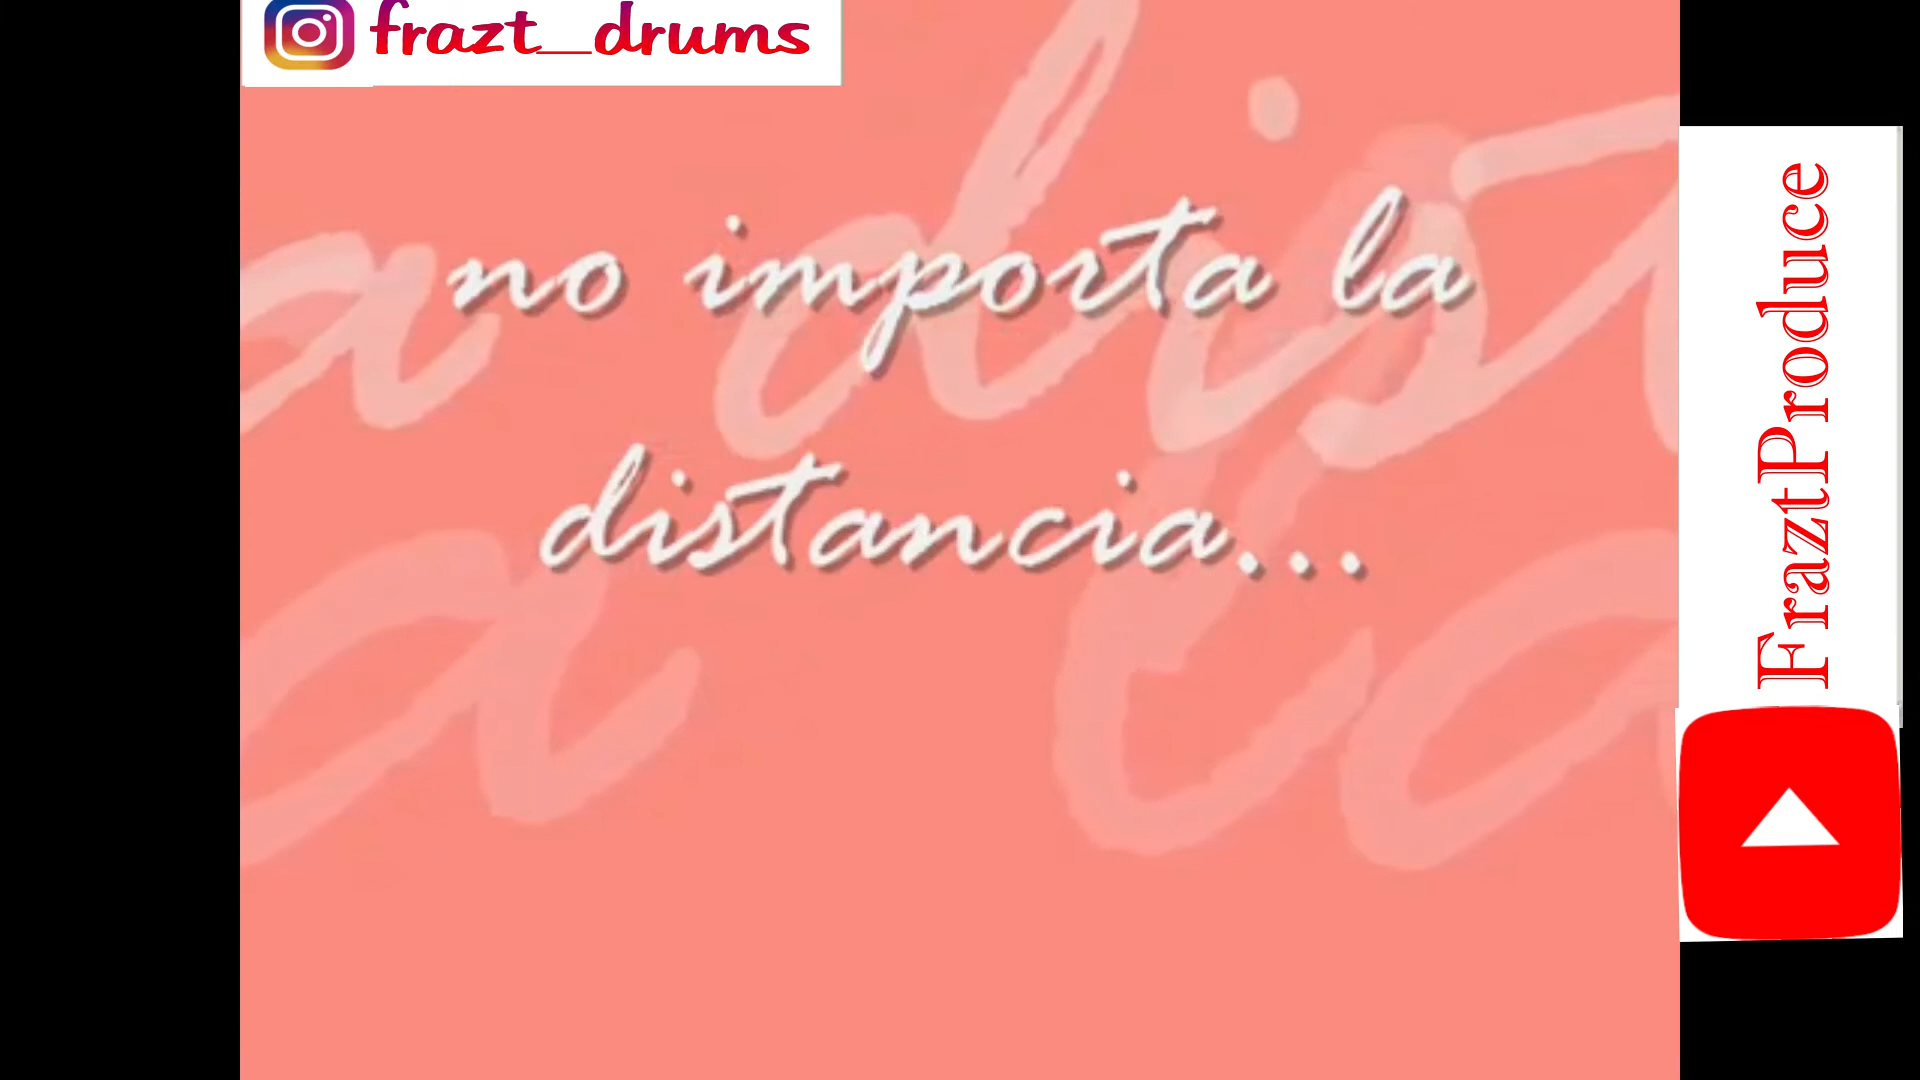 frazt_drums
no importa la
distancia...
FraztProduce